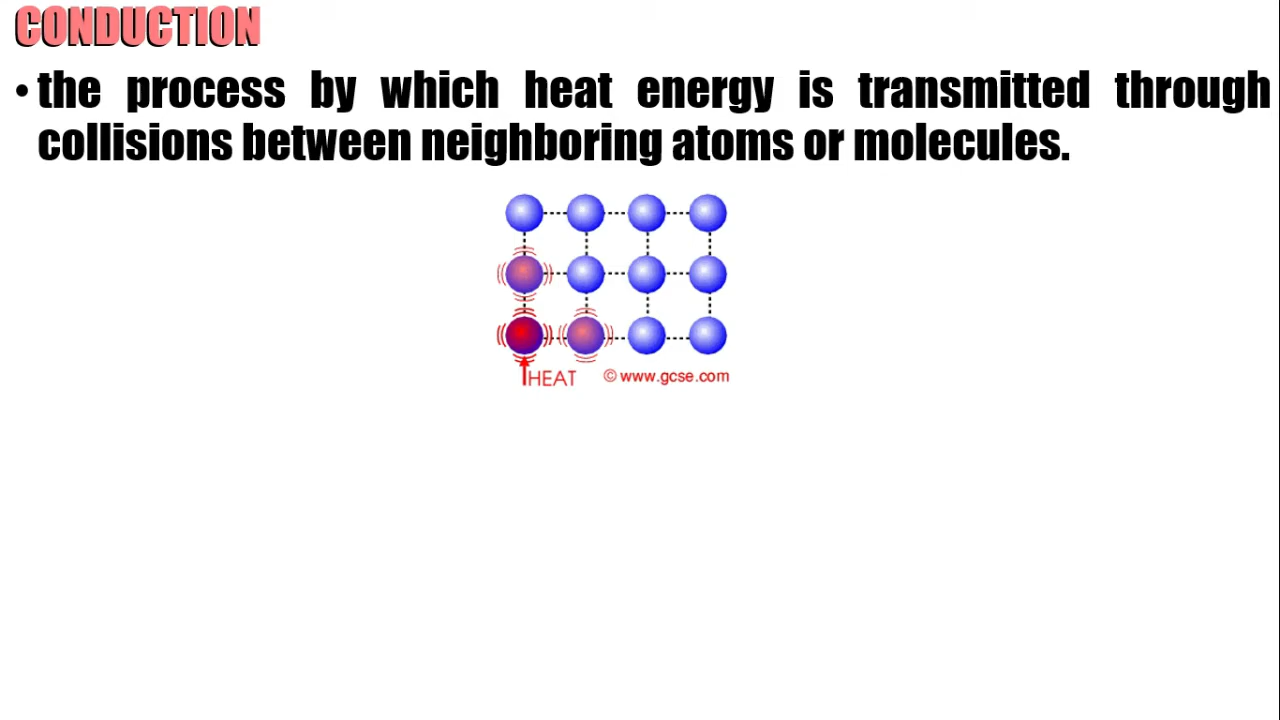 CONDUCTION
• the process by which heat energy is transmitted through
collisions between neighboring atoms or molecules.
HEAT © www.gcse.com